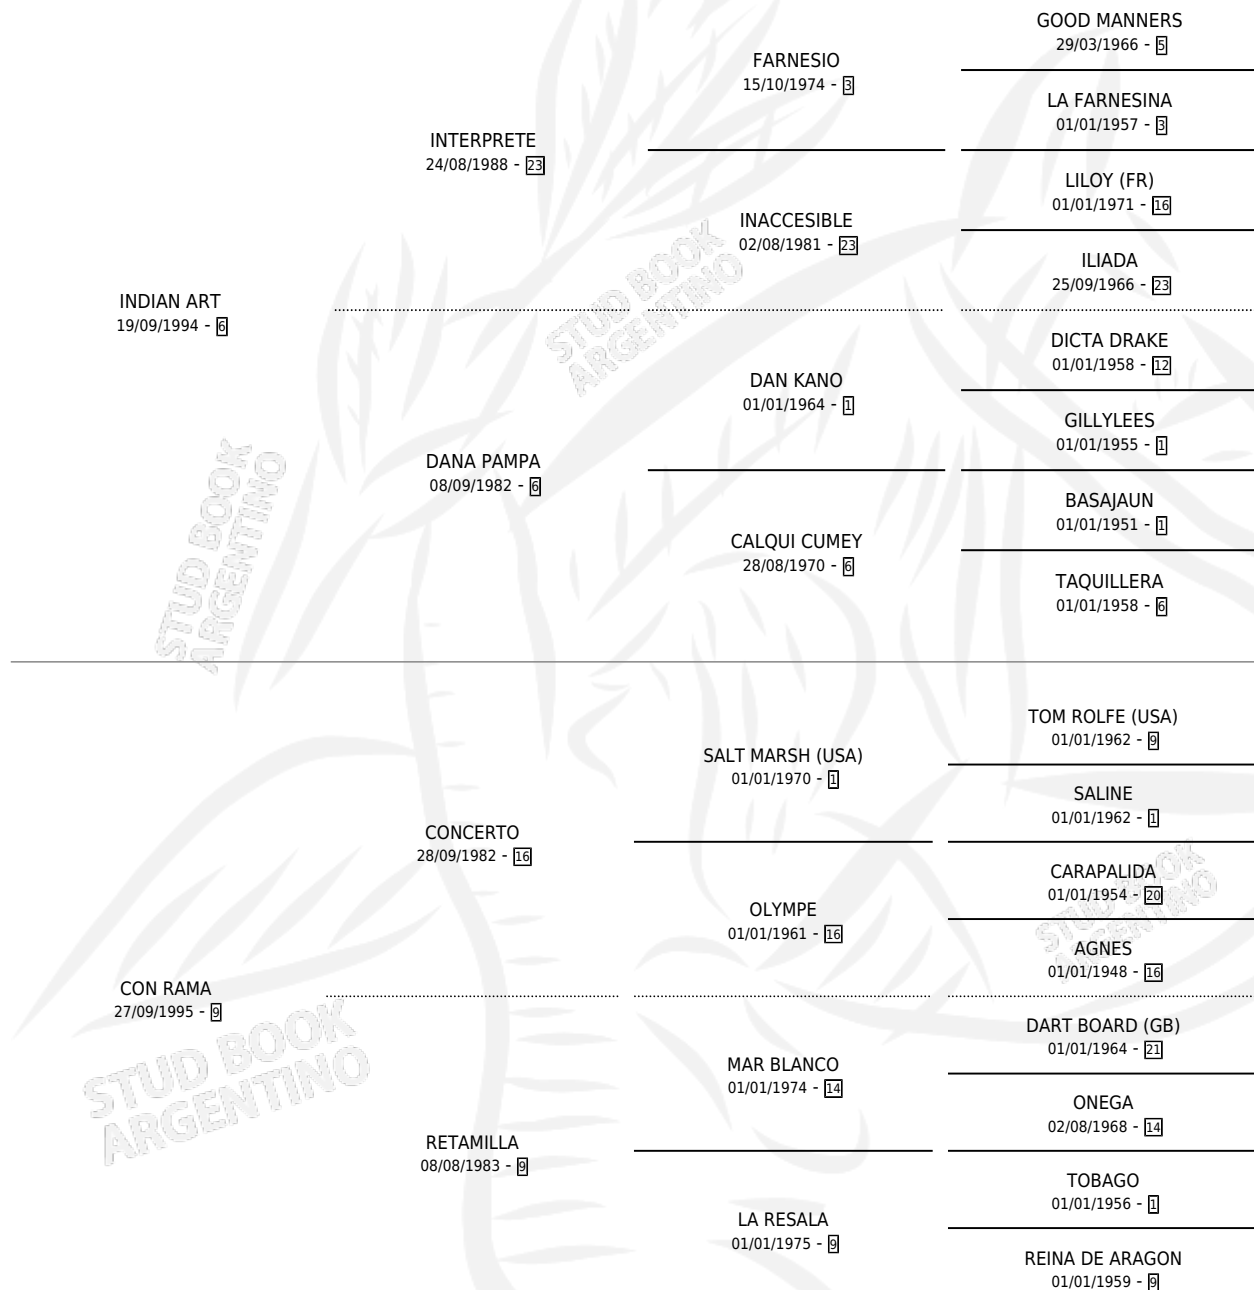 GOOD MANNERS
29/03/1966 - 5
FARNESIO
15/10/1974 - 3
LA FARNESINA
01/01/1957 - 3
INTERPRETE
24/08/1988 - 23
LILOY (FR)
01/01/1971 - 16
INACCESIBLE
02/08/1981 - 23
ILIADA
25/09/1966 - 23
INDIAN ART
19/09/1994 - 6
DICTA DRAKE
01/01/1958 - 12
DAN KANO
01/01/1964 - 1
GILLYLEES
01/01/1955 - 1
DANA PAMPA
08/09/1982 - 6
BASAJAUN
01/01/1951 - 1
CALQUI CUMEY
28/08/1970 - 6
TAQUILLERA
01/01/1958 - 6
STUD BOOK
ARGENTINO
STUD BOOK
ARGENTINO
TOM ROLFE (USA)
01/01/1962 - 9
SALT MARSH (USA)
01/01/1970 - 1
SALINE
01/01/1962 - 1
CONCERTO
28/09/1982 - 16
CARAPALIDA
01/01/1954 - 20
OLYMPE
01/01/1961 - 16
AGNES
01/01/1948 - 16
CON RAMA
27/09/1995 - 9
DART BOARD (GB)
01/01/1964 - 21
MAR BLANCO
01/01/1974 - 14
ONEGA
02/08/1968 - 14
RETAMILLA
08/08/1983 - 9
TOBAGO
01/01/1956 - 1
LA RESALA
01/01/1975 - 9
REINA DE ARAGON
01/01/1959 - 9
STUD BOOK
ARGENTINO
STUD BOOK
ARGENTINO